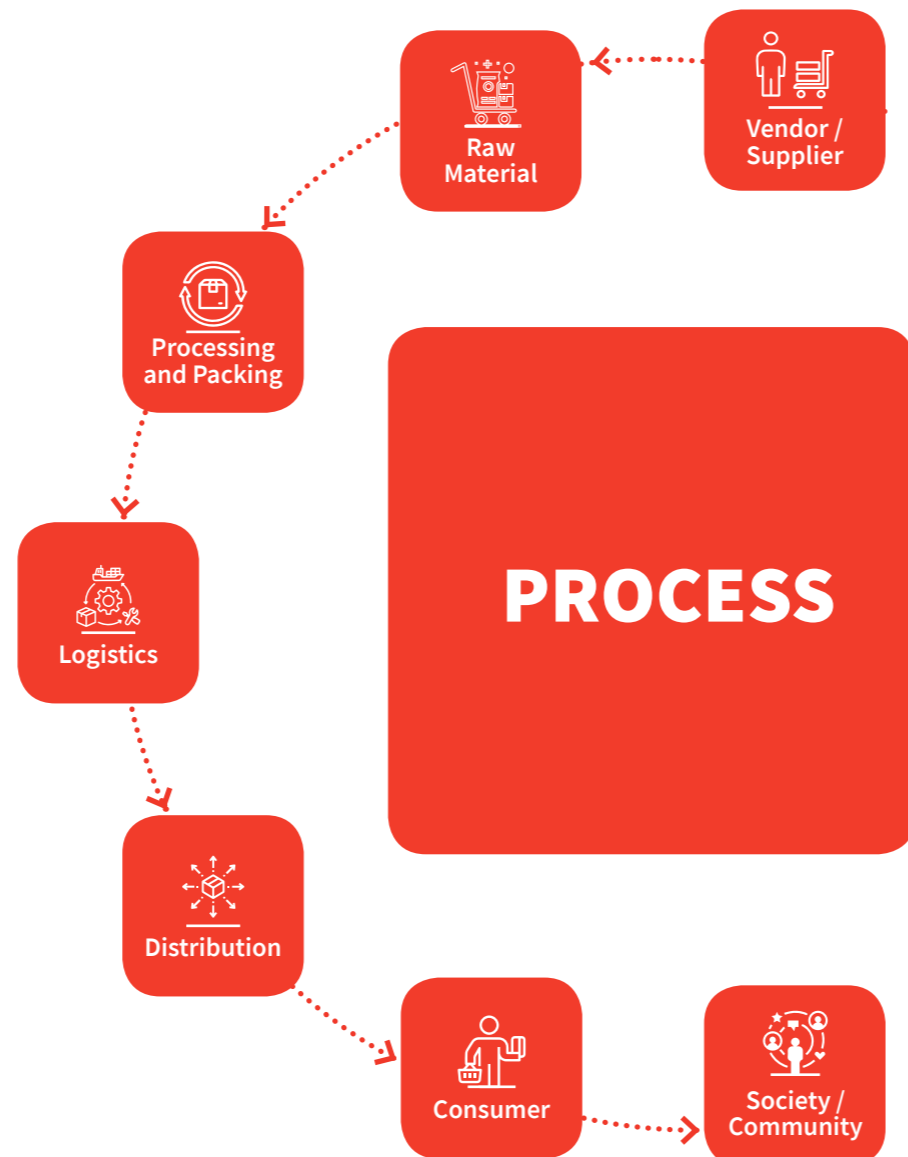 Vendor /
Supplier
Raw
Material
Processing
and Packing
Logistics
Distribution
Consumer
Society /
Community
PROCESS